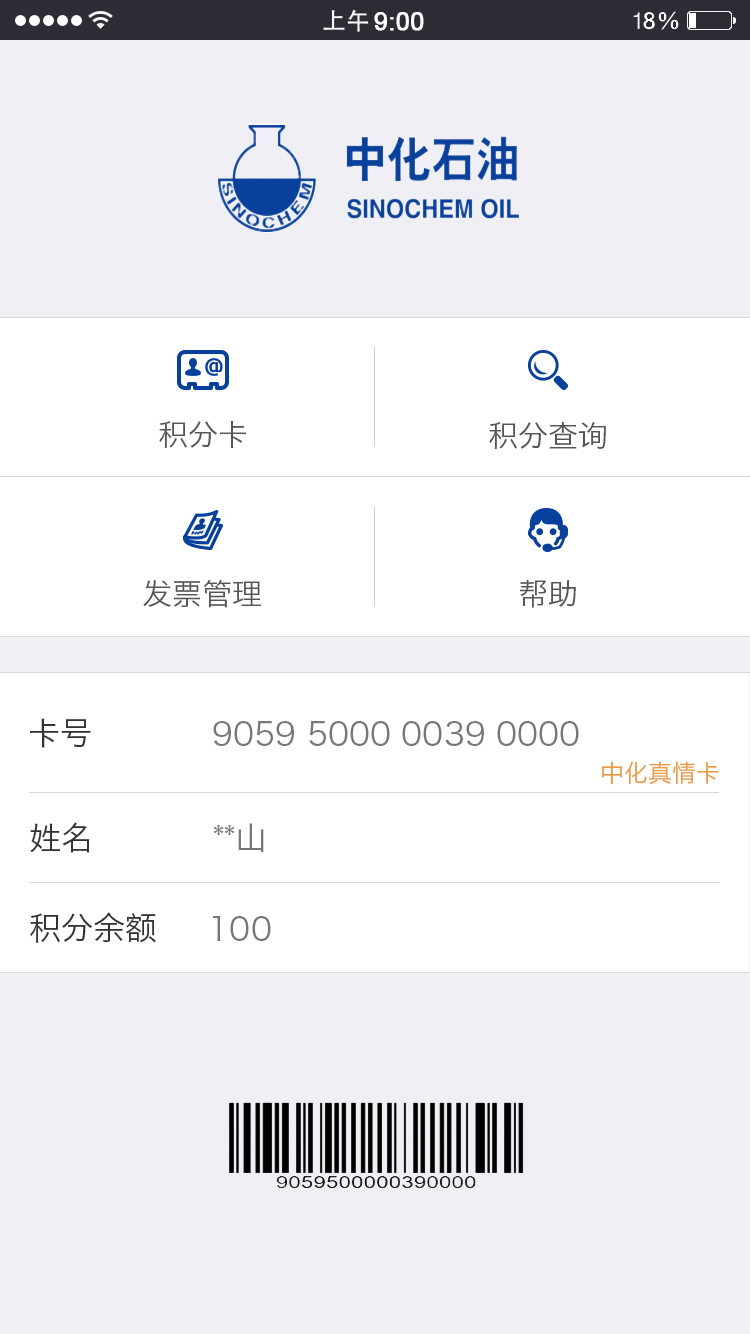 上午9:00
18%
中化石油
SINOCHEM OIL
SINOCHEM
积分卡
积分查询
发票管理
帮助
卡号 9059 5000 0039 0000
中化真情卡
姓名 **山
积分余额 100
9059500000390000